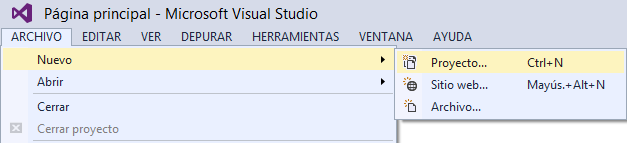 Página principal - Microsoft Visual Studio
ARCHIVO EDITAR VER DEPURAR HERRAMIENTAS VENTANA AYUDA
Nuevo
Abrir
Cerrar
Cerrar proyecto
Proyecto... Ctrl+N
Sitio web... Mayús.+Alt+N
Archivo...